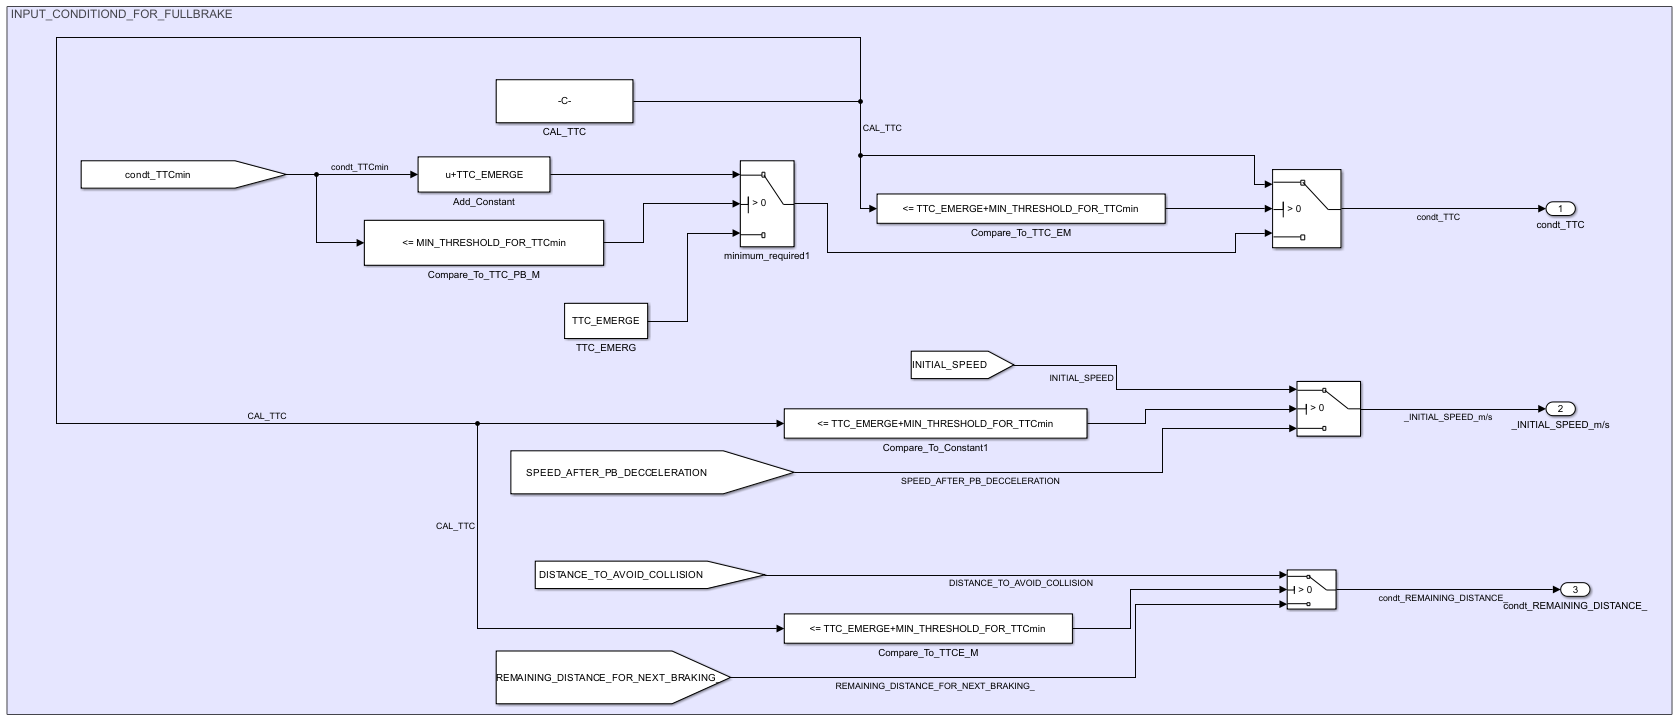 INPUT_CONDITIOND_FOR_FULLBRAKE
-C-
CAL_TTC
CAL_TTC
condt_TTCmin
condt_TTCmin
u+TTC_EMERGE
Add_Constant
> 0
minimum_required1
<= MIN_THRESHOLD_FOR_TTCmin
Compare_To_TTC_PB_M
TTC_EMERGE
TTC_EMERG
<= TTC_EMERGE+MIN_THRESHOLD_FOR_TTCmin
Compare_To_TTC_EM
> 0
condt_TTC
1
condt_TTC
INITIAL_SPEED
INITIAL_SPEED
CAL_TTC
<= TTC_EMERGE+MIN_THRESHOLD_FOR_TTCmin
Compare_To_Constant1
> 0
_INITIAL_SPEED_m/s
2
_INITIAL_SPEED_m/s
SPEED_AFTER_PB_DECCELERATION
SPEED_AFTER_PB_DECCELERATION
CAL_TTC
DISTANCE_TO_AVOID_COLLISION
DISTANCE_TO_AVOID_COLLISION
> 0
condt_REMAINING_DISTANCE_
3
condt_REMAINING_DISTANCE_
<= TTC_EMERGE+MIN_THRESHOLD_FOR_TTCmin
Compare_To_TTCE_M
REMAINING_DISTANCE_FOR_NEXT_BRAKING_
REMAINING_DISTANCE_FOR_NEXT_BRAKING_